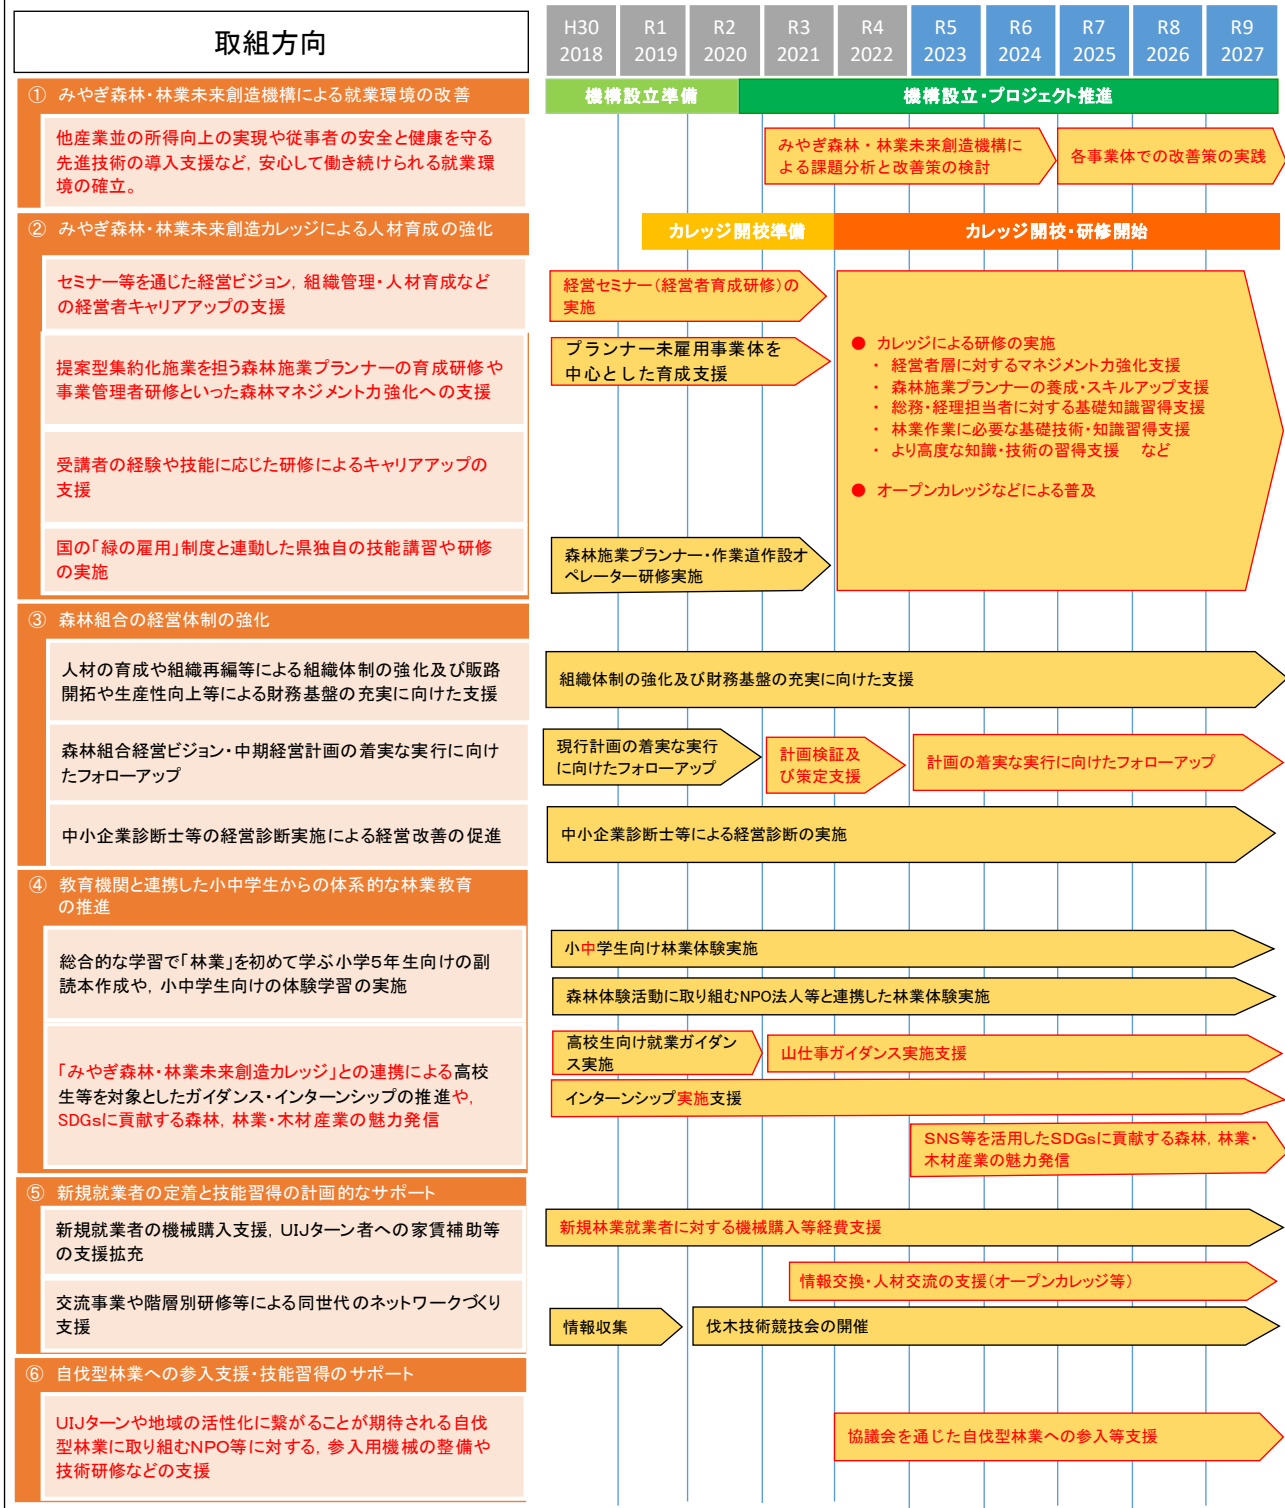 取組方向
H30 R1 R2 R3 R4 R5 R6 R7 R8 R9
2018 2019 2020 2021 2022 2023 2024 2025 2026 2027
① みやぎ森林・林業未来創造機構による就業環境の改善
機構設立準備
機構設立・プロジェクト推進
他産業並の所得向上の実現や従事者の安全と健康を守る
先進技術の導入支援など，安心して働き続けられる就業環
境の確立。
みやぎ森林・林業未来創造機構に
よる課題分析と改善策の検討
各事業体での改善策の実践
② みやぎ森林・林業未来創造カレッジによる人材育成の強化
カレッジ開校準備
カレッジ開校・研修開始
セミナー等を通じた経営ビジョン，組織管理・人材育成など
の経営者キャリアアップの支援
経営セミナー（経営者育成研修）の
実施
提案型集約化施業を担う森林施業プランナーの育成研修や
事業管理者研修といった森林マネジメント力強化への支援
プランナー未雇用事業体を
中心とした育成支援
● カレッジによる研修の実施
・ 経営者層に対するマネジメント力強化支援
・ 森林施業プランナーの養成・スキルアップ支援
・ 総務・経理担当者に対する基礎知識習得支援
・ 林業作業に必要な基礎技術・知識習得支援
・ より高度な知識・技術の習得支援 など
● オープンカレッジなどによる普及
受講者の経験や技能に応じた研修によるキャリアアップの
支援
国の「緑の雇用」制度と連動した県独自の技能講習や研修
の実施
森林施業プランナー・作業道作設オ
ペレーター研修実施
③ 森林組合の経営体制の強化
人材の育成や組織再編等による組織体制の強化及び販路
開拓や生産性向上等による財務基盤の充実に向けた支援
組織体制の強化及び財務基盤の充実に向けた支援
森林組合経営ビジョン・中期経営計画の着実な実行に向け
たフォローアップ
現行計画の着実な実行
に向けたフォローアップ
計画検証及
び策定支援
計画の着実な実行に向けたフォローアップ
中小企業診断士等の経営診断実施による経営改善の促進
中小企業診断士等による経営診断の実施
④ 教育機関と連携した小中学生からの体系的な林業教育
の推進
総合的な学習で「林業」を初めて学ぶ小学５年生向けの副
読本作成や，小中学生向けの体験学習の実施
小中学生向け林業体験実施
森林体験活動に取り組むNPO法人等と連携した林業体験実施
「みやぎ森林・林業未来創造カレッジ」との連携による高校
生等を対象としたガイダンス・インターンシップの推進や，
SDGsに貢献する森林，林業・木材産業の魅力発信
高校生向け就業ガイダン
ス実施
山仕事ガイダンス実施支援
インターンシップ実施支援
SNS等を活用したSDGsに貢献する森林，林業・
木材産業の魅力発信
⑤ 新規就業者の定着と技能習得の計画的なサポート
新規就業者の機械購入支援，UIJターン者への家賃補助等
の支援拡充
新規林業就業者に対する機械購入等経費支援
交流事業や階層別研修等による同世代のネットワークづくり
支援
情報交換・人材交流の支援（オープンカレッジ等）
情報収集
伐木技術競技会の開催
⑥ 自伐型林業への参入支援・技能習得のサポート
UIJターンや地域の活性化に繋がることが期待される自伐
型林業に取り組むNPO等に対する，参入用機械の整備や
技術研修などの支援
協議会を通じた自伐型林業への参入等支援